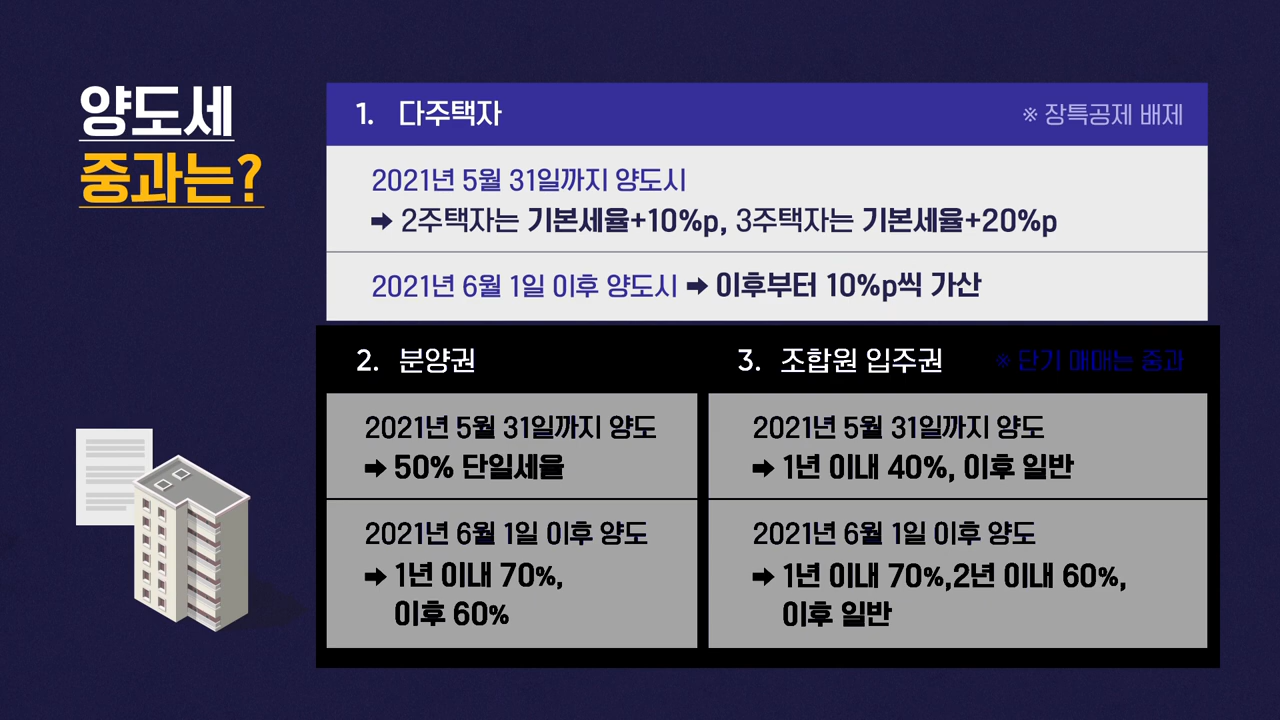 양도세
중과는?
1. 다주택자
※ 장특공제 배제
2021년 5월 31일까지 양도시
➡ 2주택자는 기본세율+10%p, 3주택자는 기본세율+20%p
2021년 6월 1일 이후 양도시 ➡ 이후부터 10%p씩 가산
2. 분양권
2021년 5월 31일까지 양도
➡ 50% 단일세율
2021년 6월 1일 이후 양도
➡ 1년 이내 70%,
이후 60%
3. 조합원 입주권
※ 단기 매매는 중과
2021년 5월 31일까지 양도
➡ 1년 이내 40%, 이후 일반
2021년 6월 1일 이후 양도
➡ 1년 이내 70%,2년 이내 60%,
이후 일반